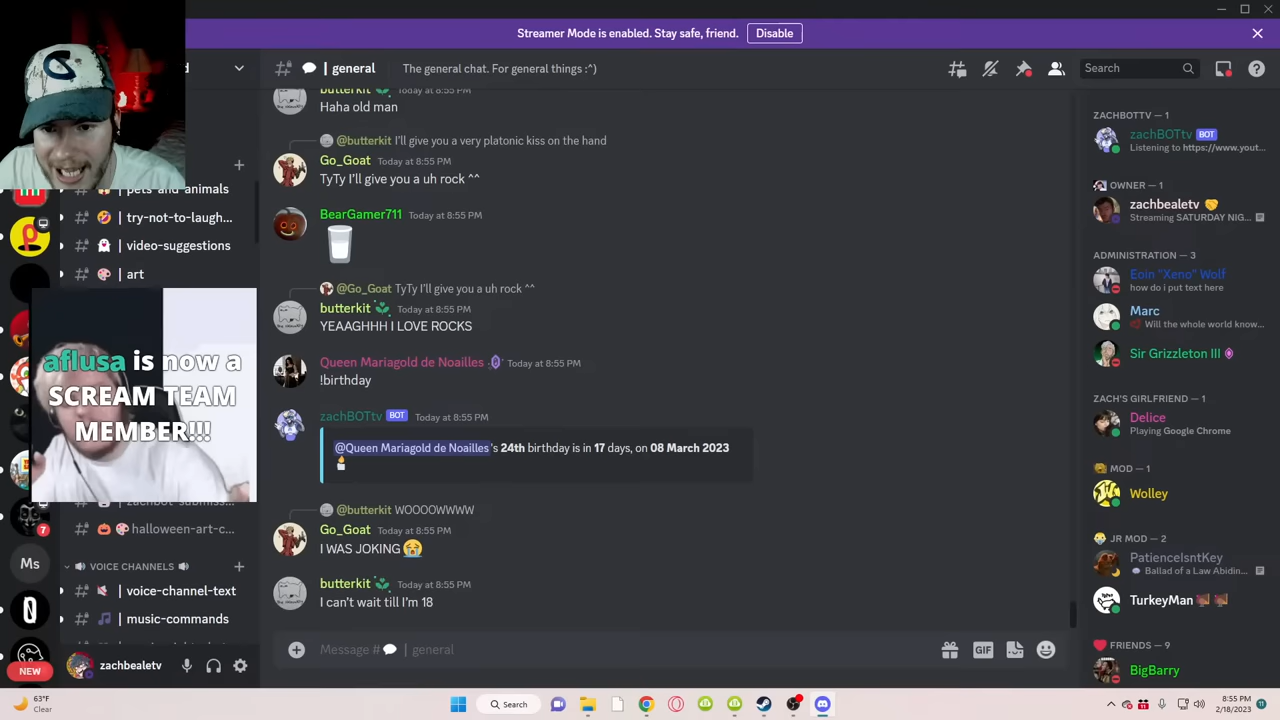 Streamer Mode is enabled. Stay safe, friend.
Disable
d
| general
The general chat. For general things :^)
Search
pets-and-animals
| try-not-to-laugh...
| video-suggestions
| art
aflusa is now a
SCREAM TEAM
MEMBER!!!
zachbot-submiss...
halloween-art-c...
VOICE CHANNELS
| voice-channel-text
| music-commands
7
Ms
NEW
zachbealetv
butterkit Today at 8:55 PM
Haha old man
@butterkit I'll give you a very platonic kiss on the hand
Go_Goat Today at 8:55 PM
TyTy I'll give you a uh rock ^^
BearGamer711 Today at 8:55 PM
@Go_Goat TyTy I'll give you a uh rock ^^
butterkit Today at 8:55 PM
YEAAGHHH I LOVE ROCKS
Queen Mariagold de Noailles Today at 8:55 PM
!birthday
zachBOTtv BOT Today at 8:55 PM
@Queen Mariagold de Noailles's 24th birthday is in 17 days, on 08 March 2023
@butterkit WOOOOWWWW
Go_Goat Today at 8:55 PM
I WAS JOKING
butterkit Today at 8:55 PM
I can't wait till I'm 18
Message # | general
GIF
ZACHBOTTV — 1
zachBOTtv BOT
Listening to https://www.yout...
OWNER — 1
zachbealetv
Streaming SATURDAY NIG...
ADMINISTRATION — 3
Eoin "Xeno" Wolf
how do i put text here
Marc
Will the whole world know...
Sir Grizzleton III
ZACH'S GIRLFRIEND — 1
Delice
Playing Google Chrome
MOD — 1
Wolley
JR MOD — 2
PatienceIsntKey
Ballad of a Law Abidin...
TurkeyMan
FRIENDS — 9
BigBarry
63°F
Clear
Search
8:55 PM
2/18/2023